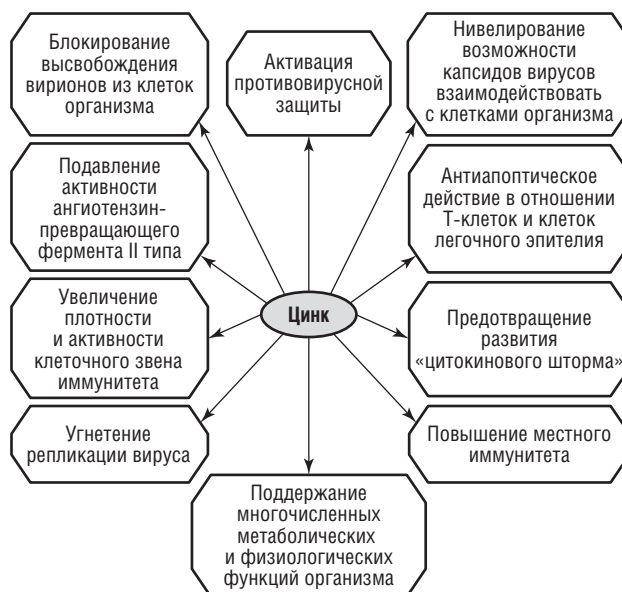 Блокирование
высвобождения
вирионов из клеток
организма
Активация
противовирусной
защиты
Нивелирование
возможности
капсидов вирусов
взаимодействовать
с клетками организма
Подавление
активности
ангиотензин-
превращающего
фермента II типа
Антиапоптическое
действие в отношении
Т-клеток и клеток
легочного эпителия
Увеличение
плотности
и активности
клеточного звена
иммунитета
Цинк
Предотвращение
развития
«цитокинового шторма»
Угнетение
репликации вируса
Повышение местного
иммунитета
Поддержание
многочисленных
метаболических
и физиологических
функций организма